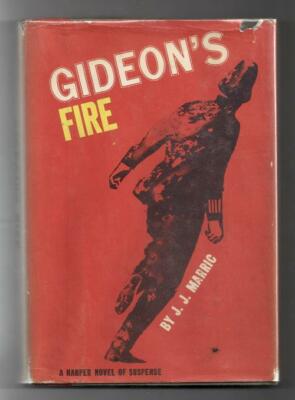 GIDEON'S
FIRE
BY J. J. MARRIC
A HARPER NOVEL OF SUSPENSE